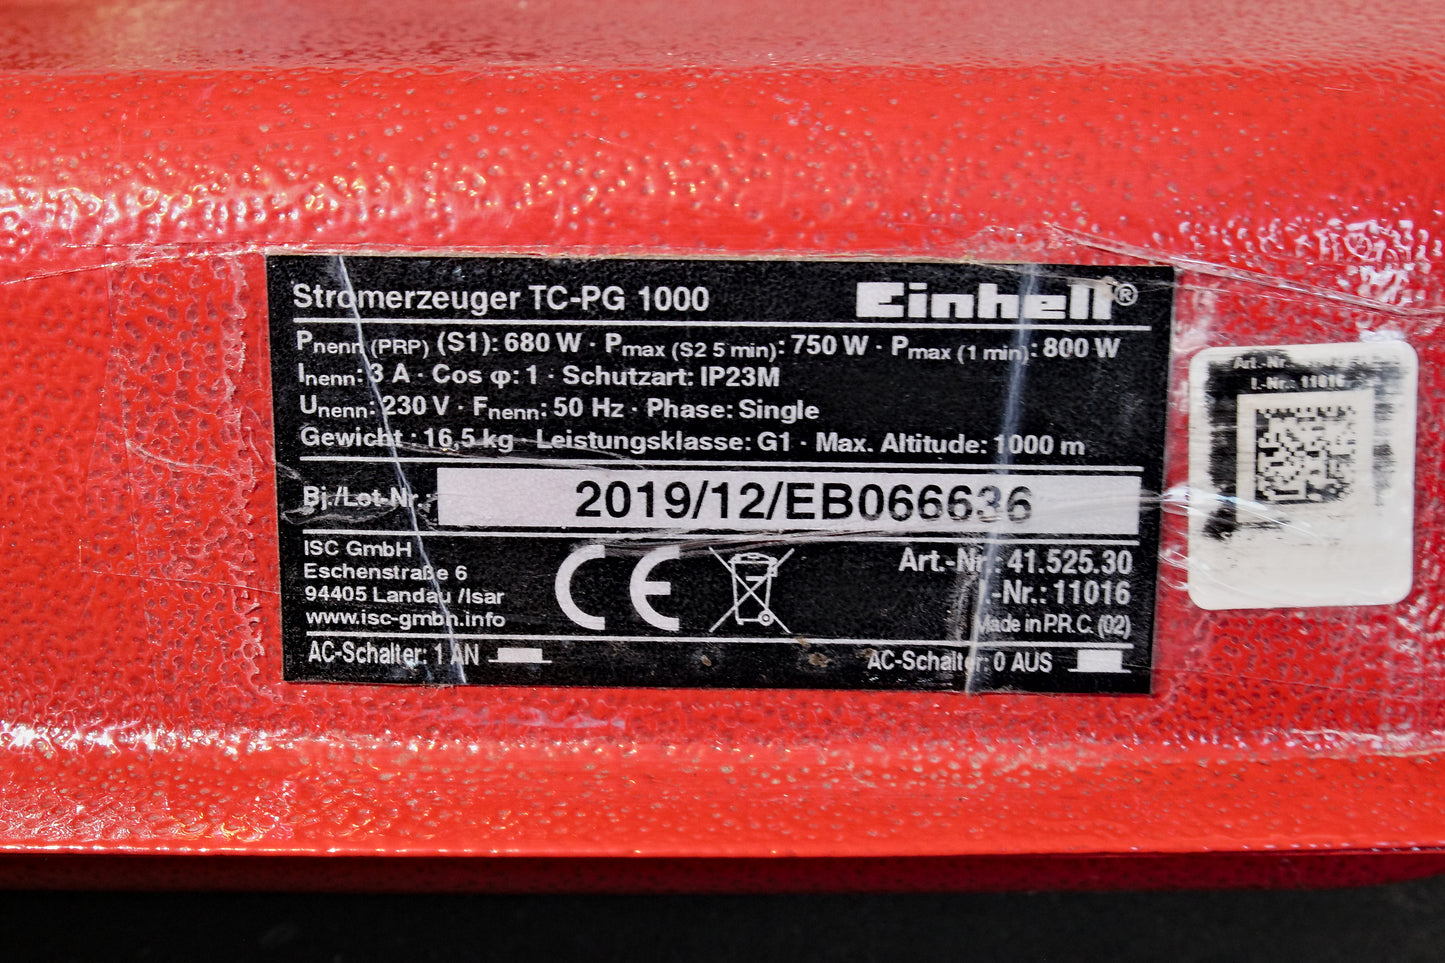 Stromerzeuger TC-PG 1000 Einhell®
Pnenn (PRP) (S1): 680 W · Pmax (S2 5 min): 750 W · Pmax (1 min): 800 W
Inenn: 3 A · Cos φ: 1 · Schutzart: IP23M
Unenn: 230 V · Fnenn: 50 Hz · Phase: Single
Gewicht : 16,5 kg · Leistungsklasse: G1 · Max. Altitude: 1000 m
Bj./Lot-Nr.: 2019/12/EB066636
ISC GmbH
Eschenstraße 6
94405 Landau /Isar
www.isc-gmbh.info
CE
Art.-Nr.: 41.525.30
I.-Nr.: 11016
Made in P.R.C. (02)
AC-Schalter: 1 AN
AC-Schalter: 0 AUS
Art.-Nr
I.-Nr.: 11016